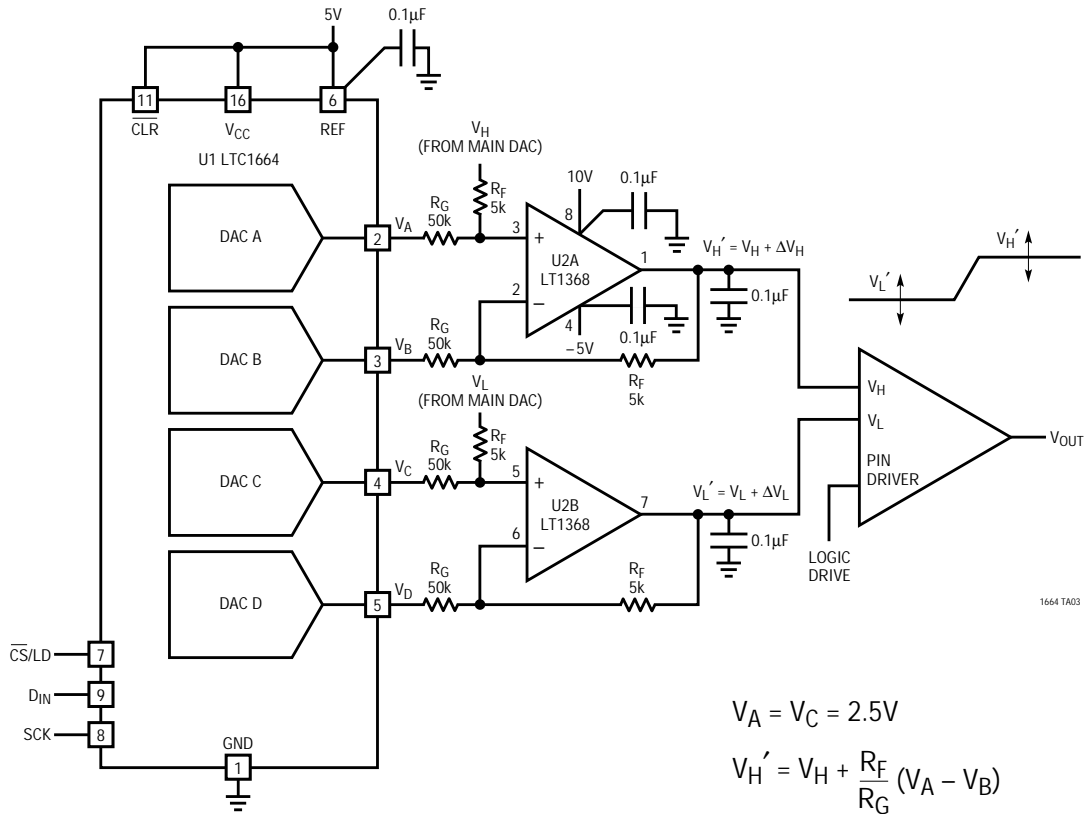 5V
0.1µF
11
16
6
CLR
VCC
REF
U1 LTC1664
VH
(FROM MAIN DAC)
RF
5k
10V
0.1µF
8
DAC A
2
VA
RG
50k
3
+
U2A
LT1368
1
VH′ = VH + ΔVH
0.1µF
2
–
4
–5V
0.1µF
DAC B
3
VB
RG
50k
RF
5k
VL
(FROM MAIN DAC)
RF
5k
DAC C
4
VC
RG
50k
5
+
U2B
LT1368
7
VL′ = VL + ΔVL
0.1µF
6
–
DAC D
5
VD
RG
50k
RF
5k
VL′
VH′
VH
VL
PIN
DRIVER
VOUT
LOGIC
DRIVE
1664 TA03
CS/LD
7
DIN
9
SCK
8
GND
1
VA = VC = 2.5V
VH′ = VH + RF/RG (VA – VB)